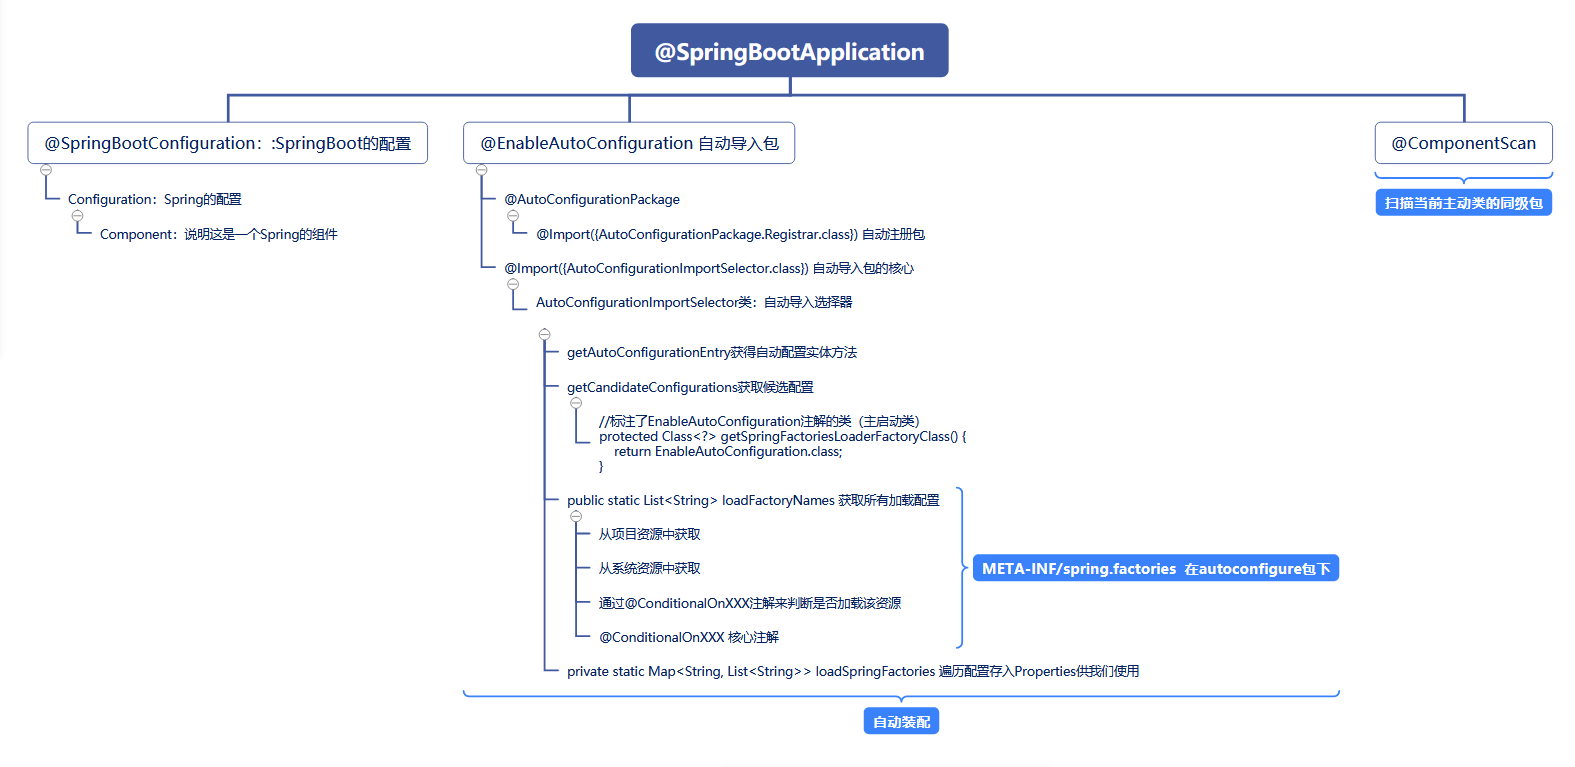 @SpringBootApplication
@SpringBootConfiguration：:SpringBoot的配置
Configuration：Spring的配置
Component：说明这是一个Spring的组件
@EnableAutoConfiguration 自动导入包
@AutoConfigurationPackage
@Import({AutoConfigurationPackage.Registrar.class}) 自动注册包
@Import({AutoConfigurationImportSelector.class}) 自动导入包的核心
AutoConfigurationImportSelector类：自动导入选择器
getAutoConfigurationEntry获得自动配置实体方法
getCandidateConfigurations获取候选配置
//标注了EnableAutoConfiguration注解的类（主启动类）
protected Class<?> getSpringFactoriesLoaderFactoryClass() {
return EnableAutoConfiguration.class;
}
public static List<String> loadFactoryNames 获取所有加载配置
从项目资源中获取
从系统资源中获取
通过@ConditionalOnXXX注解来判断是否加载该资源
@ConditionalOnXXX 核心注解
META-INF/spring.factories  在autoconfigure包下
private static Map<String, List<String>> loadSpringFactories 遍历配置存入Properties供我们使用
自动装配
@ComponentScan
扫描当前主动类的同级包